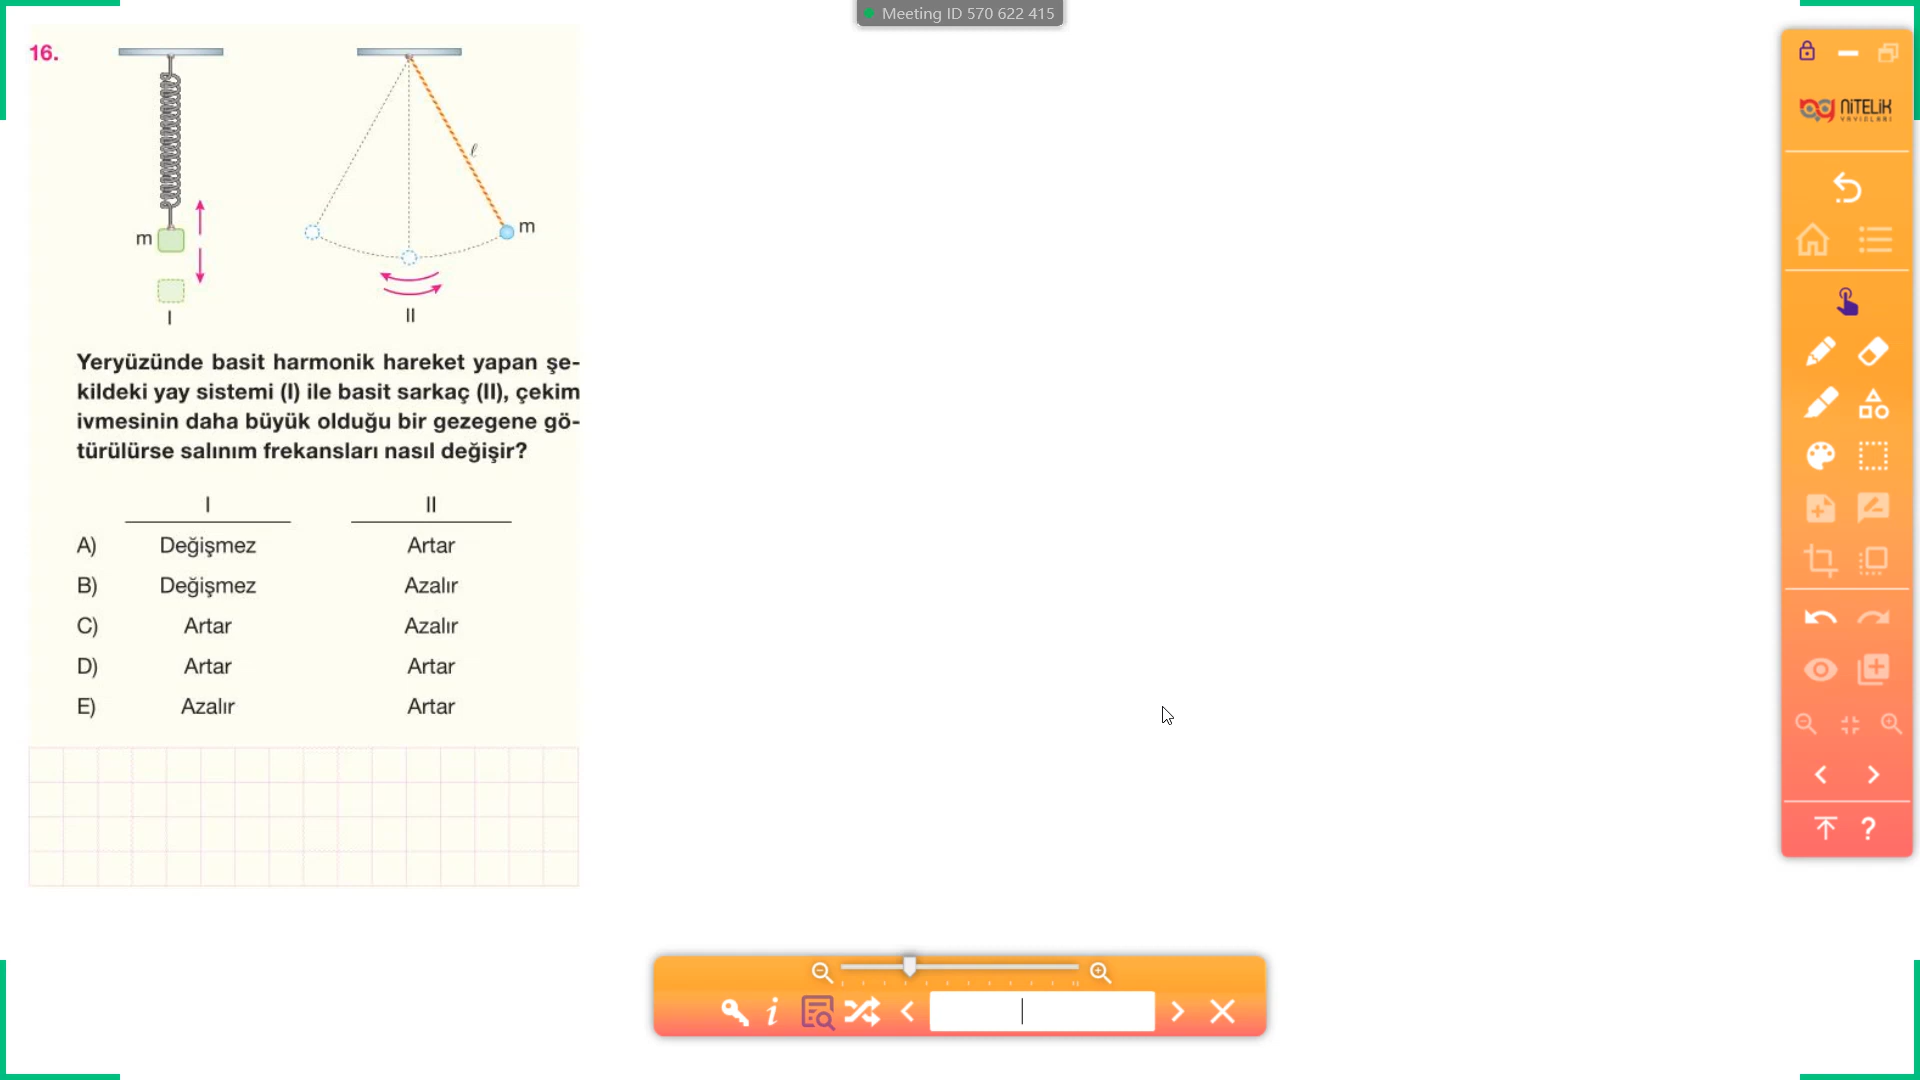 Meeting ID 570 622 415
16.
m
ℓ
m
I
II
Yeryüzünde basit harmonik hareket yapan şe-
kildeki yay sistemi (I) ile basit sarkaç (II), çekim
ivmesinin daha büyük olduğu bir gezegene gö-
türülürse salınım frekansları nasıl değişir?
I II
A) Değişmez Artar
B) Değişmez Azalır
C) Artar Azalır
D) Artar Artar
E) Azalır Artar
NİTELİK
YAYINLARI
?
i